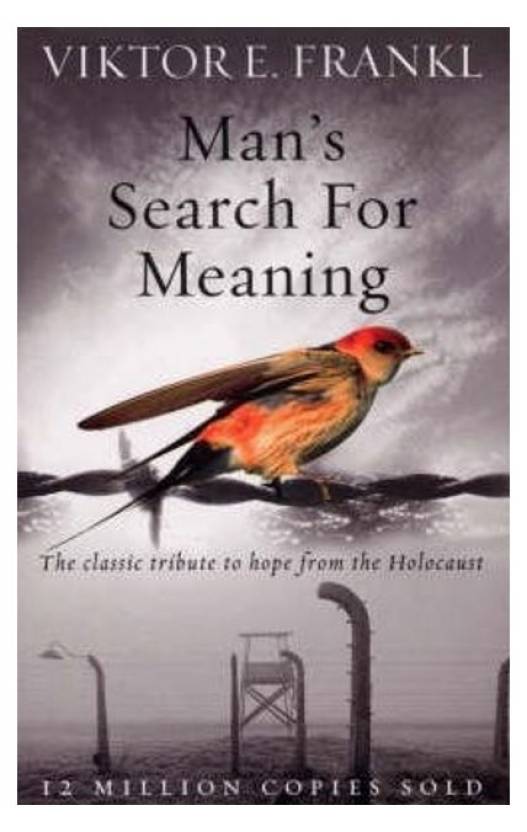 VIKTOR E. FRANKL
Man's
Search For
Meaning
The classic tribute to hope from the Holocaust
12 MILLION COPIES SOLD